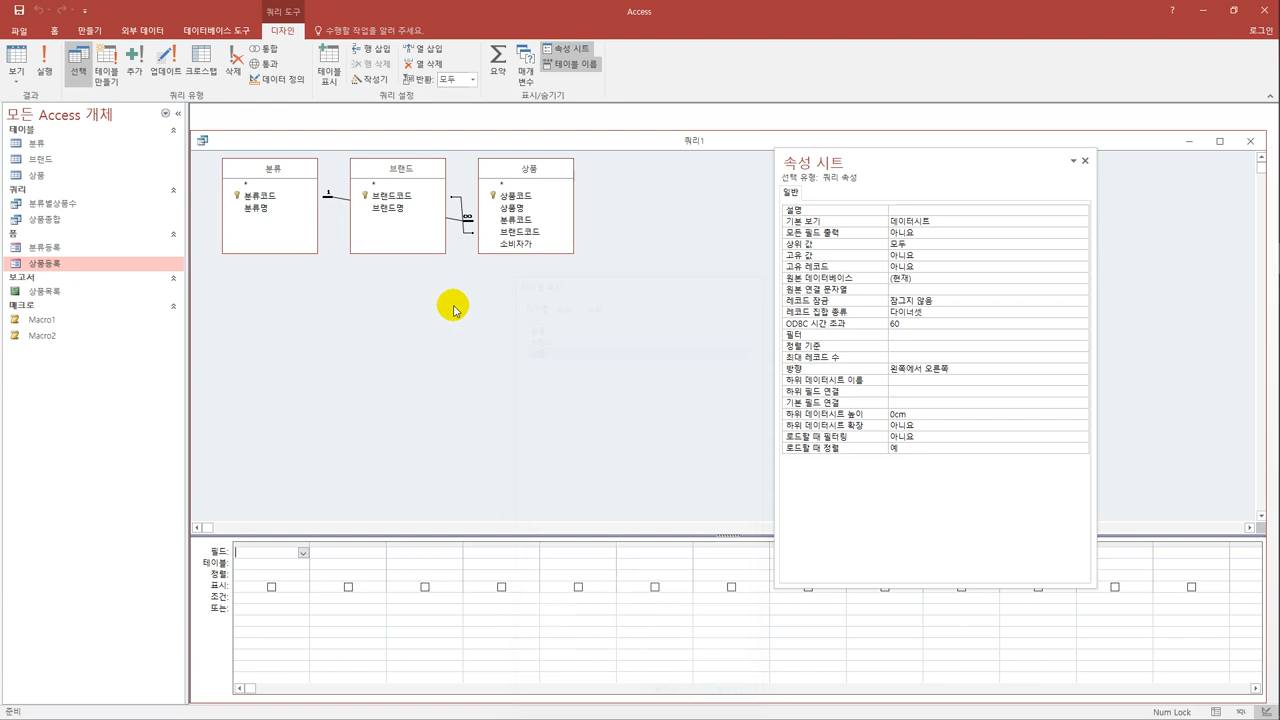 쿼리 도구
Access
? 
파일 홈 만들기 외부 데이터 데이터베이스 도구 디자인 수행할 작업을 알려 주세요. 로그인
보기 실행 선택 테이블 만들기 추가 업데이트 크로스탭 삭제 통합 통과 데이터 정의
테이블 표시 행 삽입 행 삭제 작성기 열 삽입 열 삭제 반환: 모두
요약 매개 변수 속성 시트 테이블 이름
결과 쿼리 유형 쿼리 설정 표시/숨기기
모든 Access 개체
테이블
분류
브랜드
상품
쿼리
분류별상품수
상품종합
폼
분류등록
상품등록
보고서
상품목록
매크로
Macro1
Macro2
쿼리1
분류
*
분류코드
분류명
브랜드
*
브랜드코드
브랜드명
상품
*
상품코드
상품명
분류코드
브랜드코드
소비자가
1
∞
속성 시트
선택 유형: 쿼리 속성
일반
설명
기본 보기 데이터시트
모든 필드 출력 아니요
상위 값 모두
고유 값 아니요
고유 레코드 아니요
원본 데이터베이스 (현재)
원본 연결 문자열
레코드 잠금 잠그지 않음
레코드 집합 종류 다이너셋
ODBC 시간 초과 60
필터
정렬 기준
최대 레코드 수
방향 왼쪽에서 오른쪽
하위 데이터시트 이름
하위 필드 연결
기본 필드 연결
하위 데이터시트 높이 0cm
하위 데이터시트 확장 아니요
로드할 때 필터링 아니요
로드할 때 정렬 예
필드:
테이블:
정렬:
표시:
조건:
또는:
준비
Num Lock
SQL